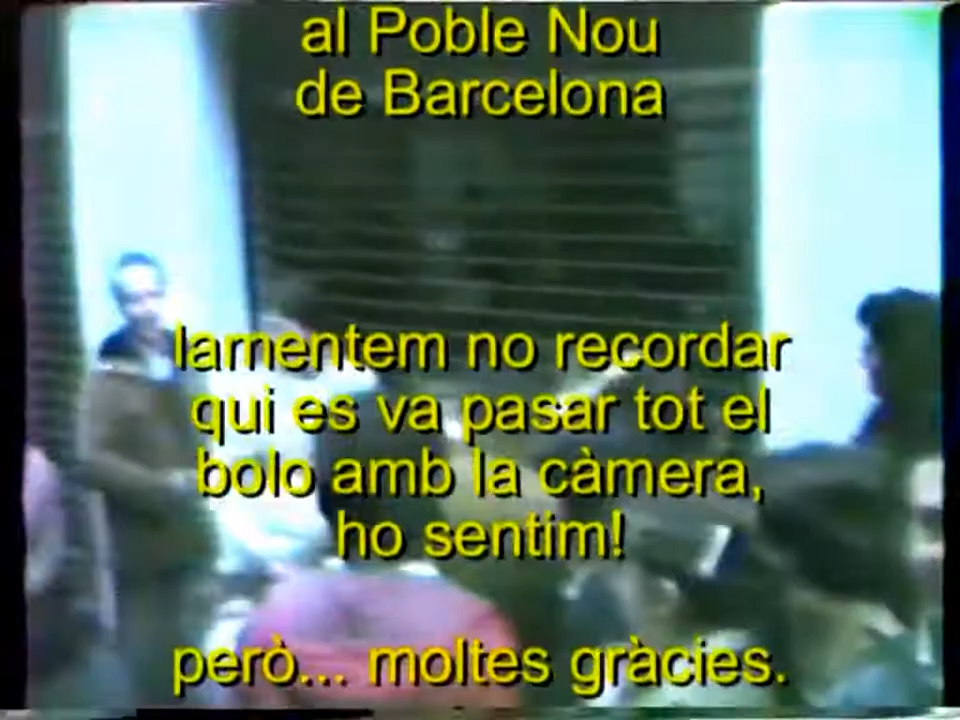 al Poble Nou
de Barcelona
lamentem no recordar
qui es va pasar tot el
bolo amb la càmera,
ho sentim!
però... moltes gràcies.